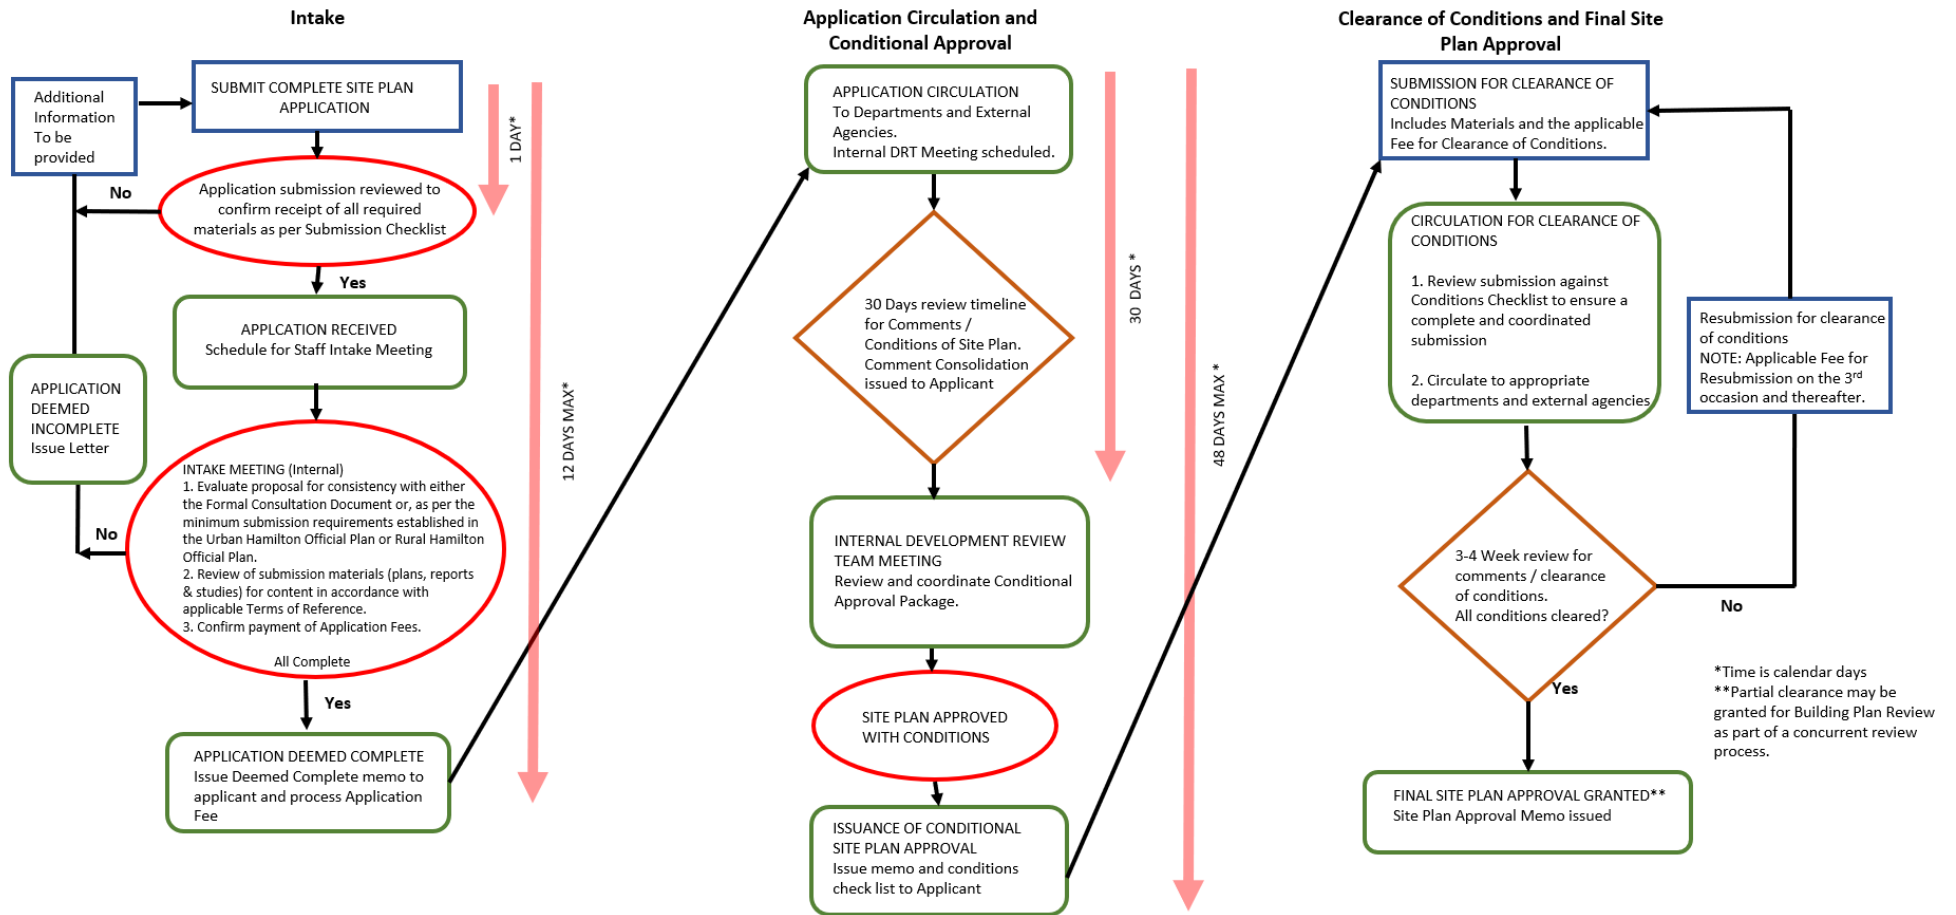 Intake
SUBMIT COMPLETE SITE PLAN
APPLICATION
Additional
Information
To be
provided
1 DAY*
No
Application submission reviewed to
confirm receipt of all required
materials as per Submission Checklist
Yes
APPLICATION RECEIVED
Schedule for Staff Intake Meeting
APPLICATION
DEEMED
INCOMPLETE
Issue Letter
12 DAYS MAX*
No
INTAKE MEETING (Internal)
1. Evaluate proposal for consistency with either
the Formal Consultation Document or, as per the
minimum submission requirements established in
the Urban Hamilton Official Plan or Rural Hamilton
Official Plan.
2. Review of submission materials (plans, reports
& studies) for content in accordance with
applicable Terms of Reference.
3. Confirm payment of Application Fees.
All Complete
Yes
APPLICATION DEEMED COMPLETE
Issue Deemed Complete memo to
applicant and process Application
Fee
Application Circulation and
Conditional Approval
APPLICATION CIRCULATION
To Departments and External
Agencies.
Internal DRT Meeting scheduled.
30 DAYS *
30 Days review timeline
for Comments /
Conditions of Site Plan.
Comment Consolidation
issued to Applicant
48 DAYS MAX *
INTERNAL DEVELOPMENT REVIEW
TEAM MEETING
Review and coordinate Conditional
Approval Package.
SITE PLAN APPROVED
WITH CONDITIONS
ISSUANCE OF CONDITIONAL
SITE PLAN APPROVAL
Issue memo and conditions
check list to Applicant
Clearance of Conditions and Final Site
Plan Approval
SUBMISSION FOR CLEARANCE OF
CONDITIONS
Includes Materials and the applicable
Fee for Clearance of Conditions.
CIRCULATION FOR CLEARANCE OF
CONDITIONS
1. Review submission against
Conditions Checklist to ensure a
complete and coordinated
submission
2. Circulate to appropriate
departments and external agencies
Resubmission for clearance
of conditions
NOTE: Applicable Fee for
Resubmission on the 3rd
occasion and thereafter.
3-4 Week review for
comments / clearance
of conditions.
All conditions cleared?
No
Yes
*Time is calendar days
**Partial clearance may be
granted for Building Plan Review
as part of a concurrent review
process.
FINAL SITE PLAN APPROVAL GRANTED**
Site Plan Approval Memo issued